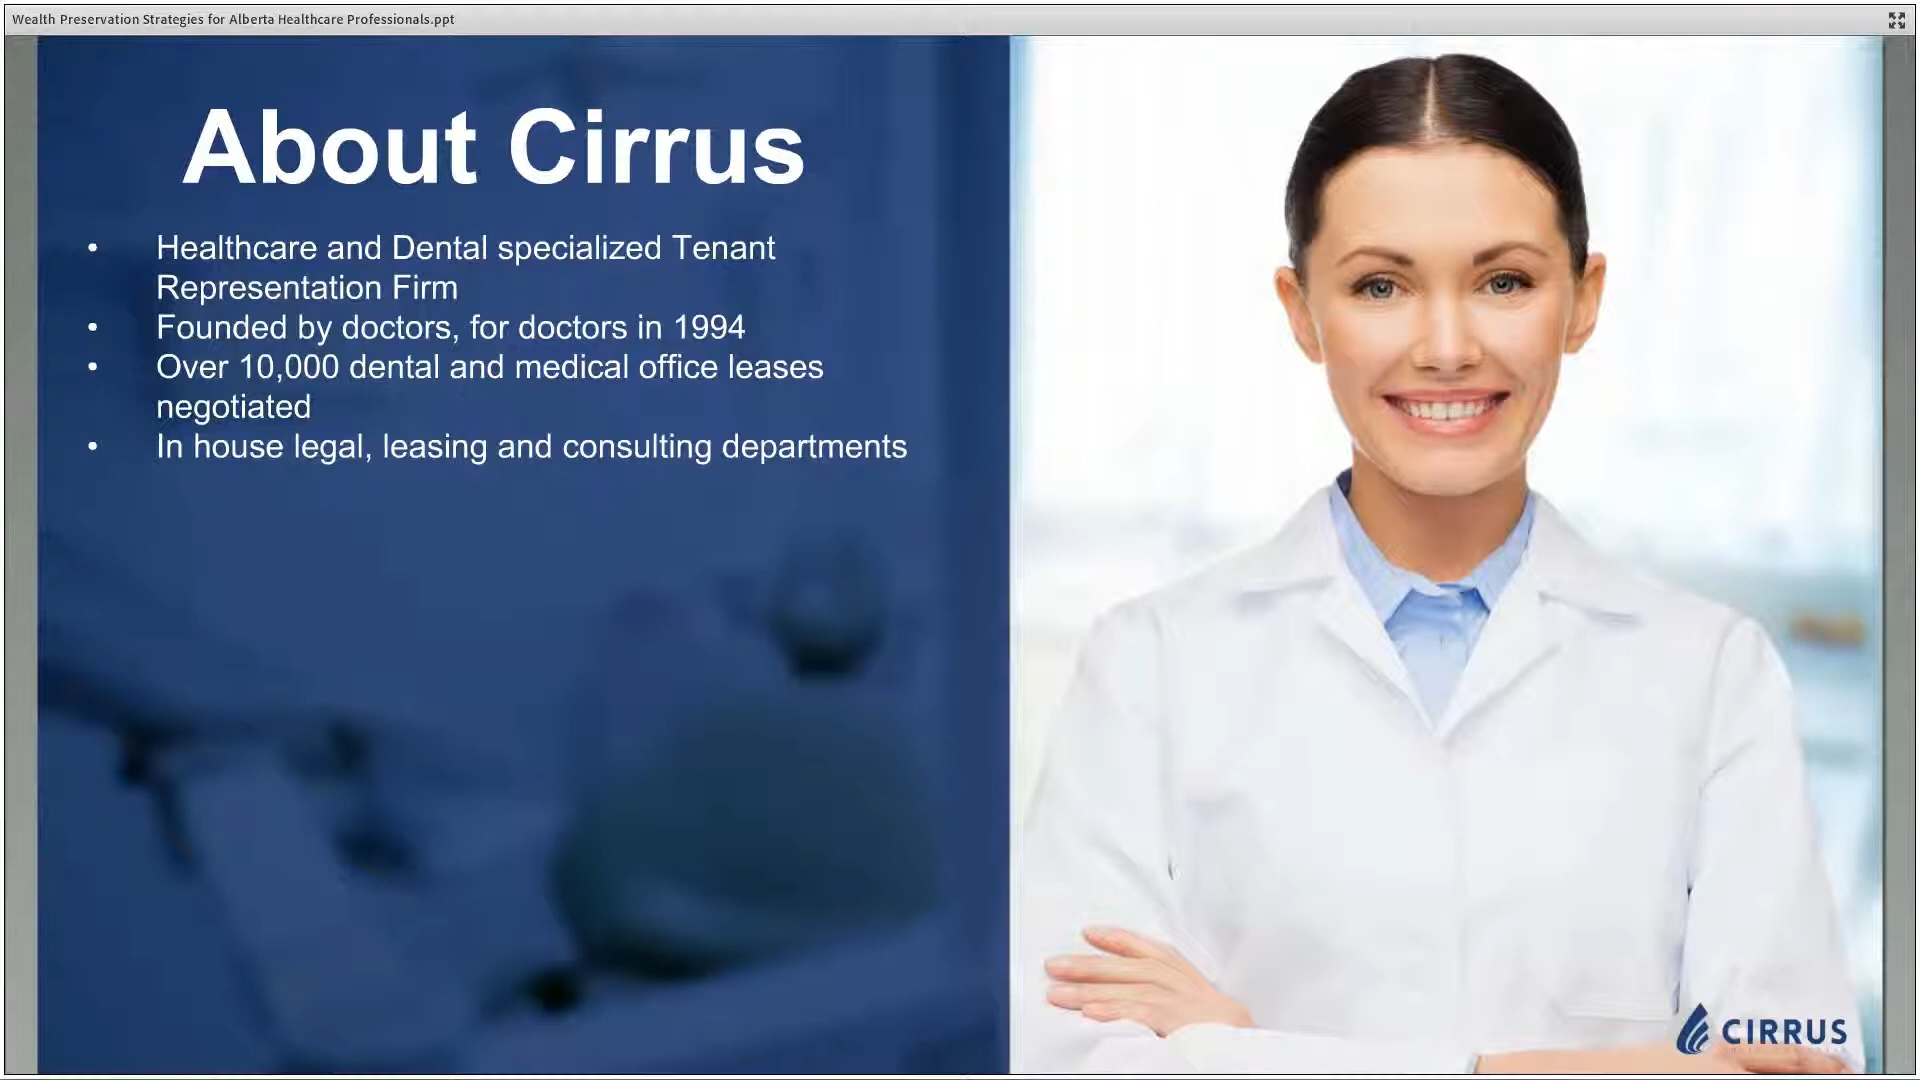 Wealth Preservation Strategies for Alberta Healthcare Professionals.ppt
About Cirrus
• Healthcare and Dental specialized Tenant
Representation Firm
• Founded by doctors, for doctors in 1994
• Over 10,000 dental and medical office leases
negotiated
• In house legal, leasing and consulting departments
CIRRUS